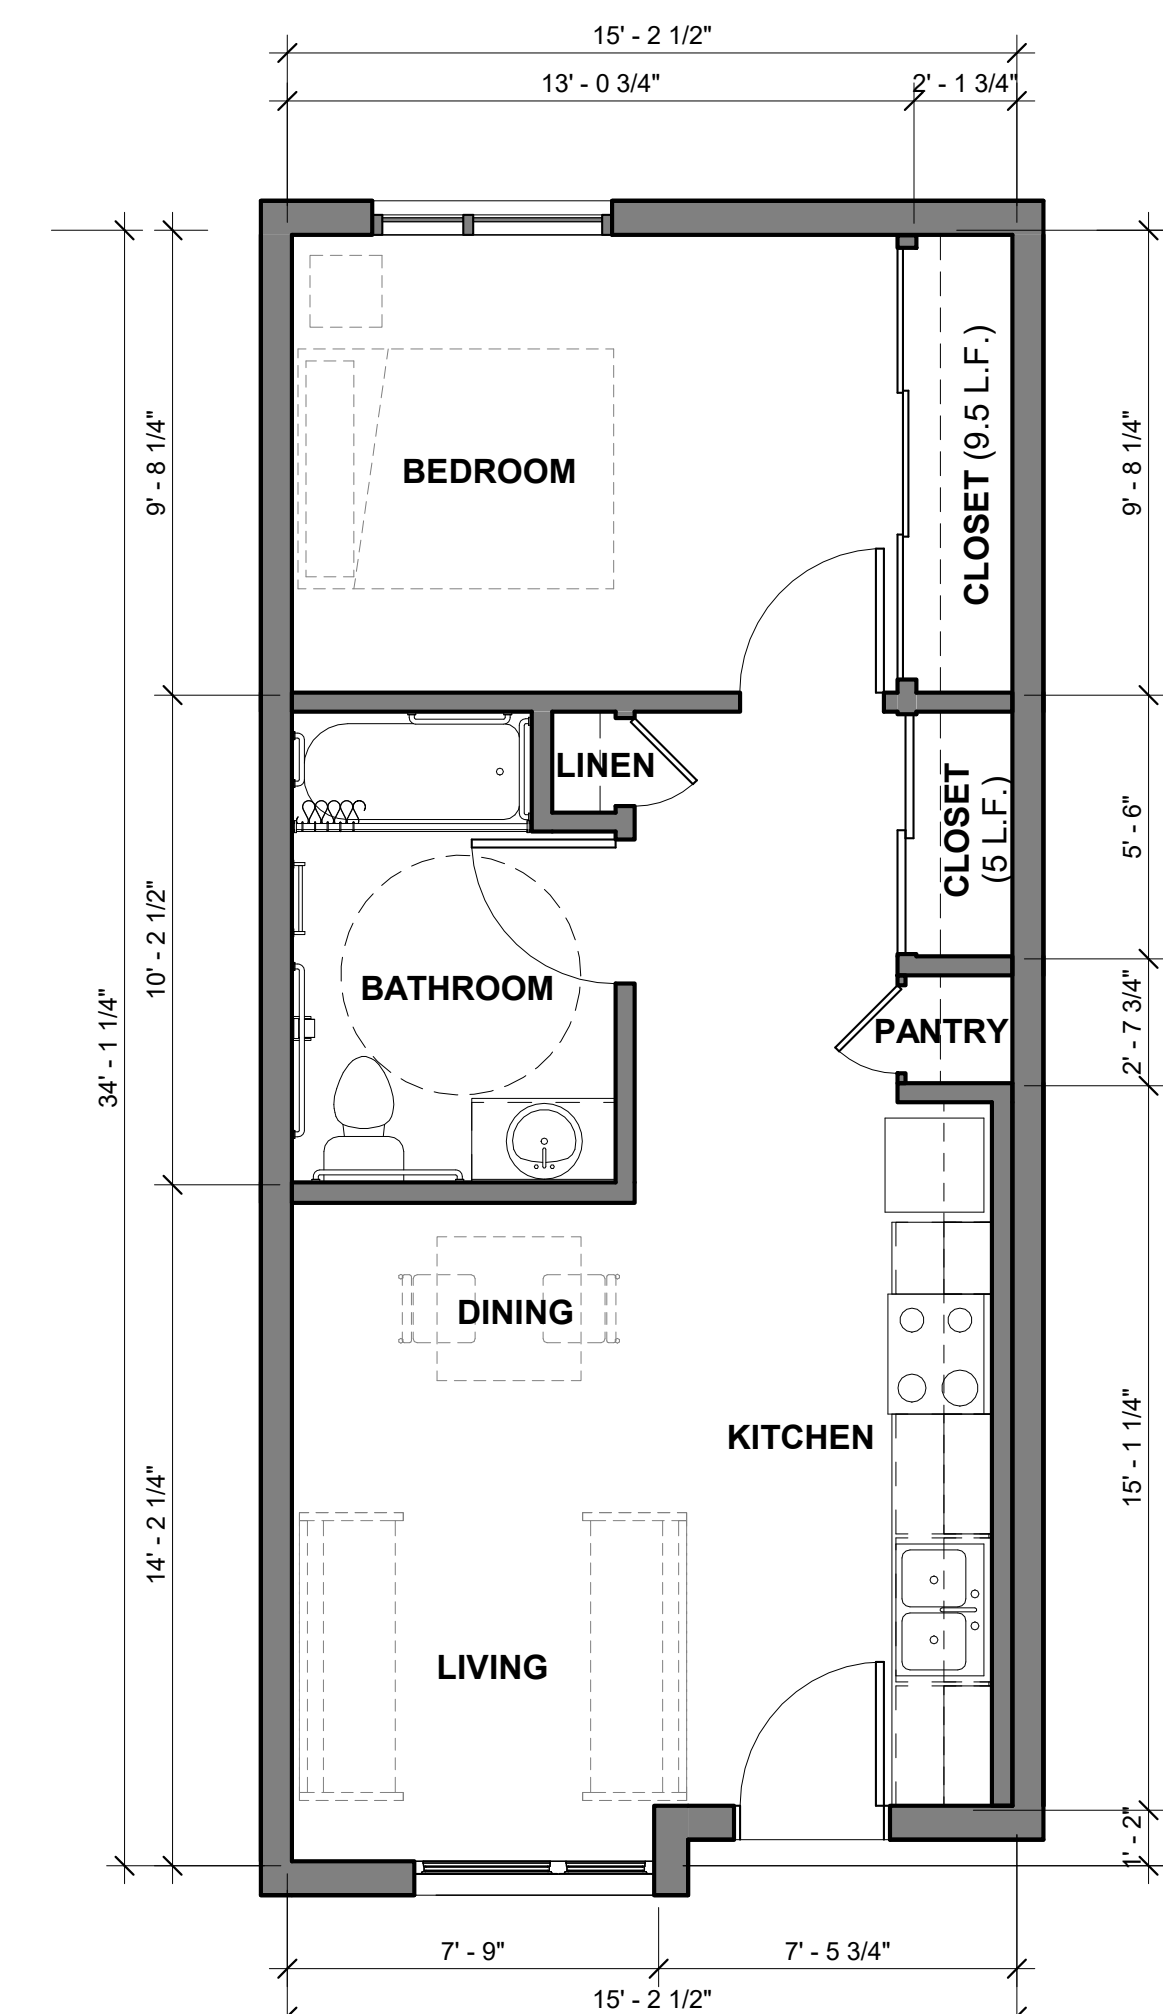 15' - 2 1/2"
13' - 0 3/4"
2' - 1 3/4"
9' - 8 1/4"
BEDROOM
CLOSET (9.5 L.F.)
9' - 8 1/4"
LINEN
CLOSET
(5 L.F.)
5' - 6"
10' - 2 1/2"
BATHROOM
34' - 1 1/4"
PANTRY
2' - 7 3/4"
DINING
KITCHEN
15' - 1 1/4"
14' - 2 1/4"
LIVING
1' - 2"
7' - 9"
7' - 5 3/4"
15' - 2 1/2"